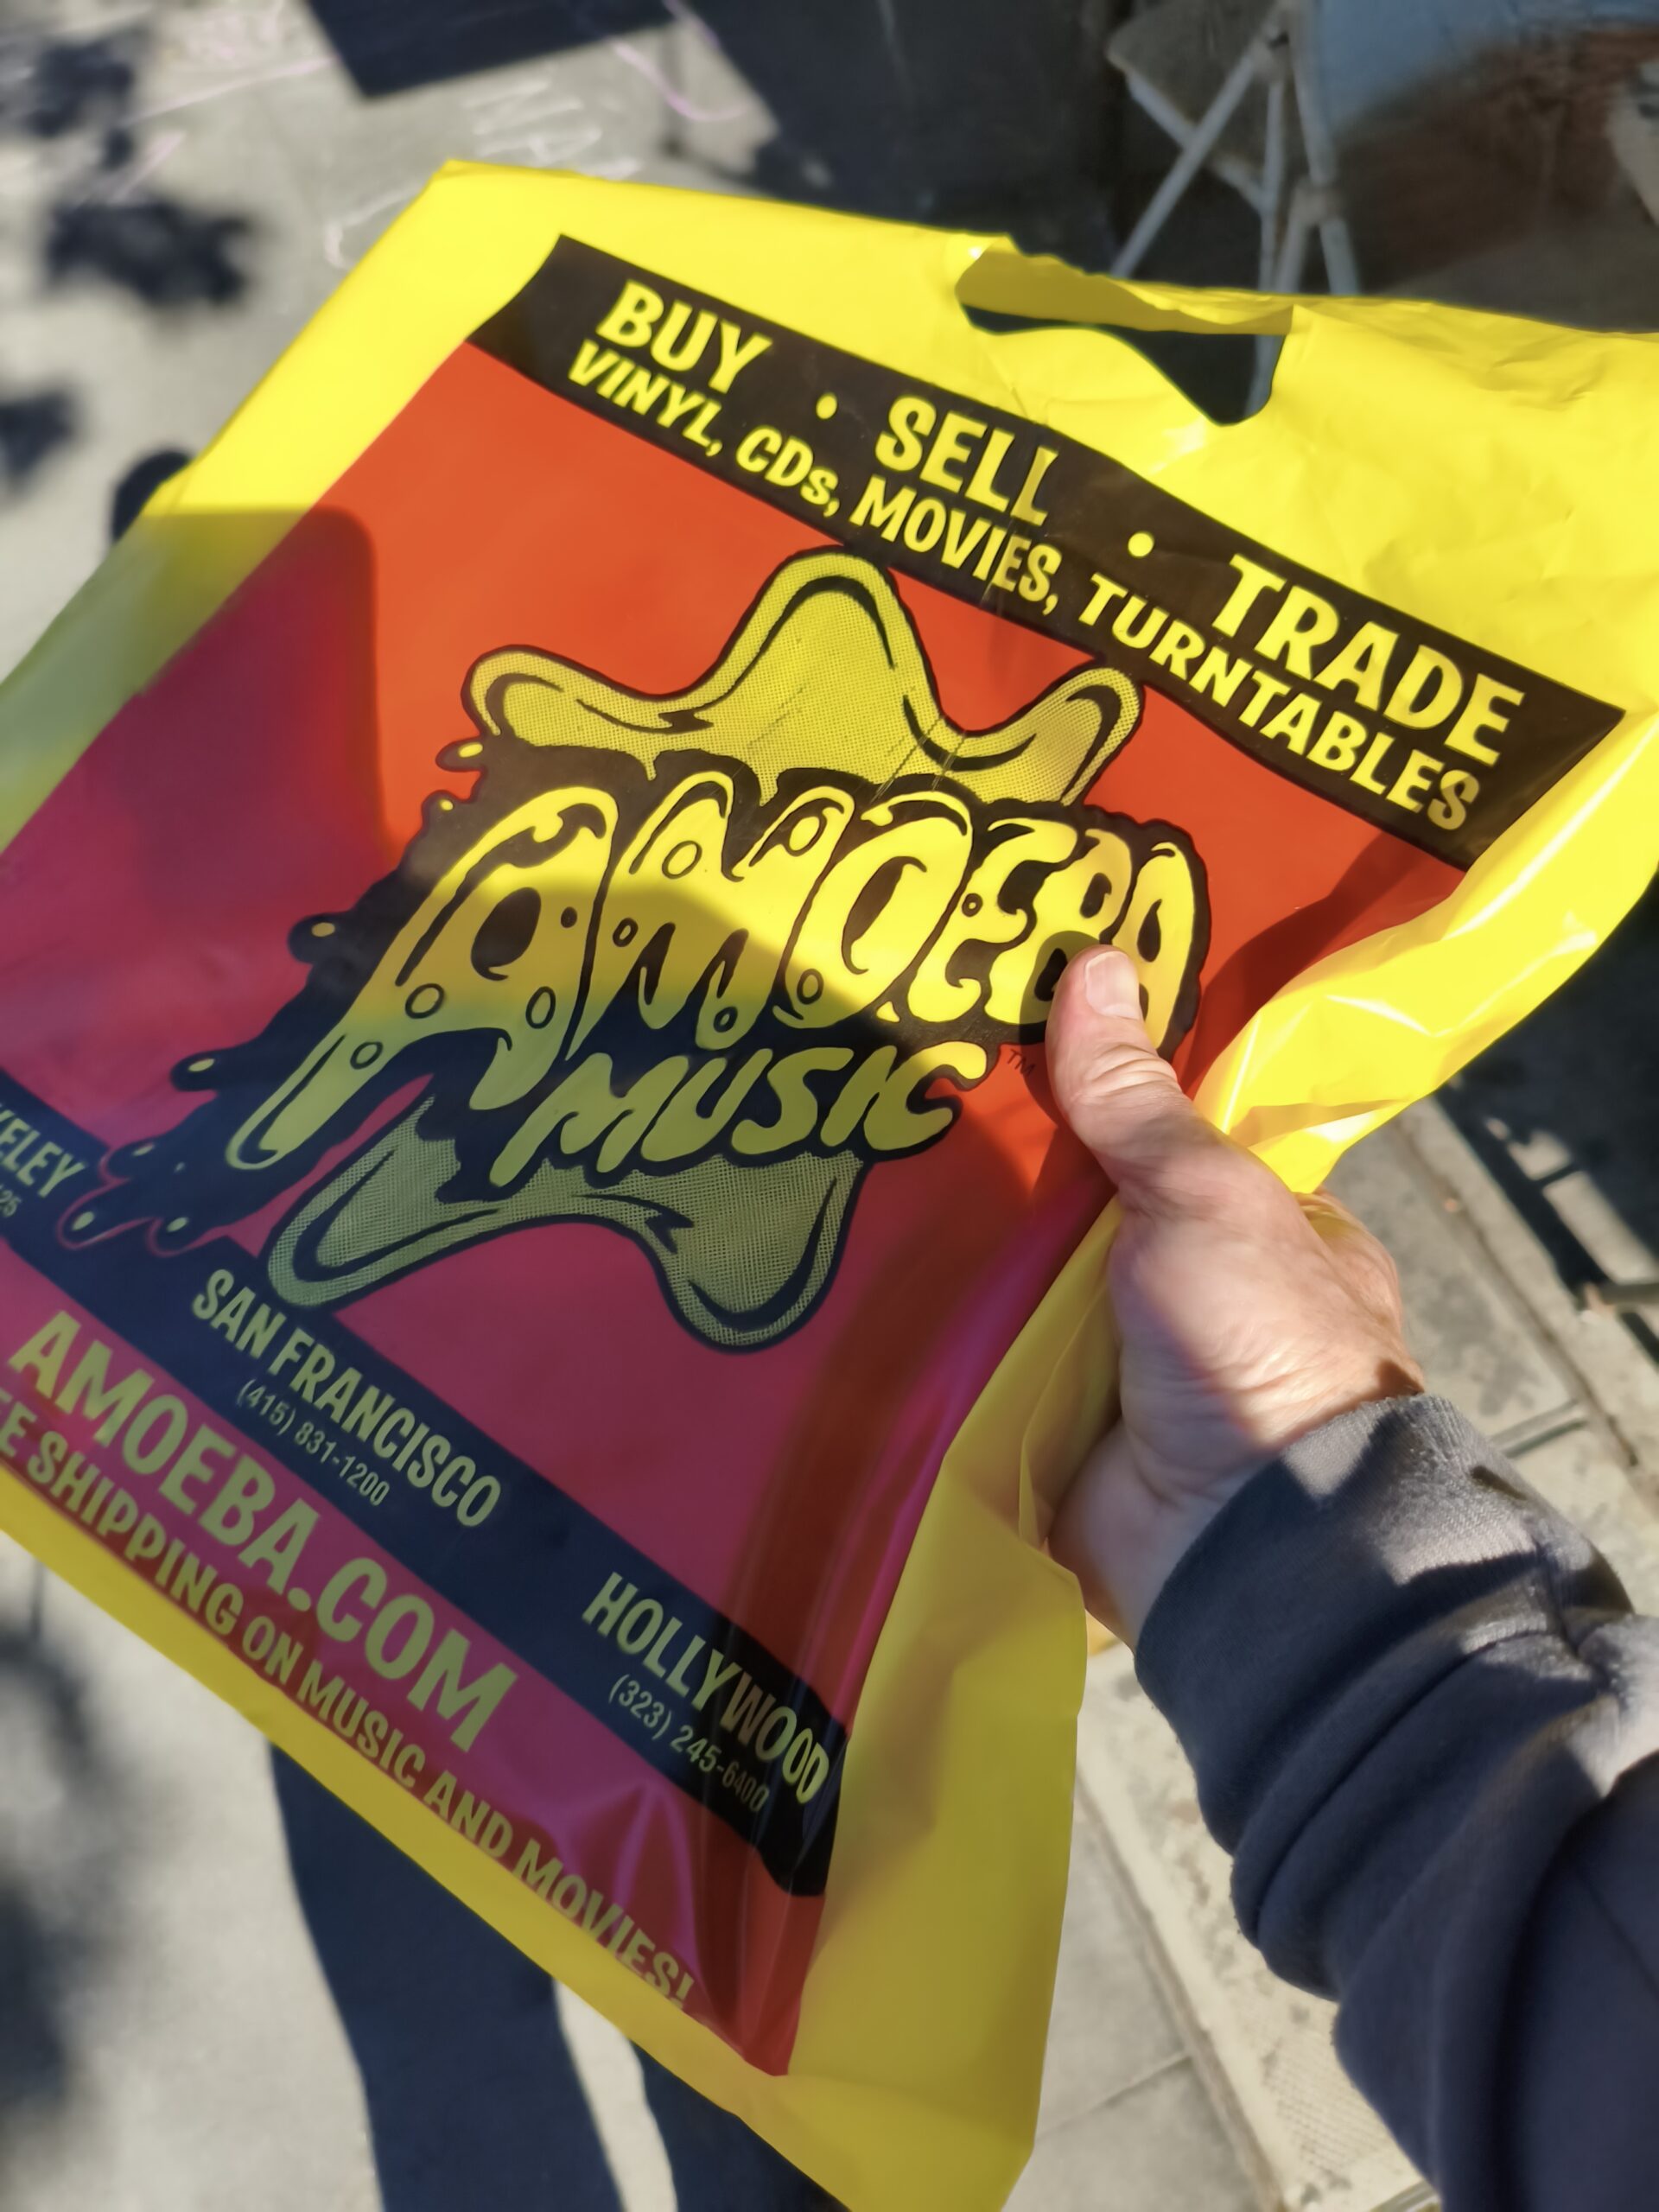 BUY • SELL • TRADE
VINYL, CDs, MOVIES, TURNTABLES
AMOEBA
MUSIC
TM
SAN FRANCISCO
(415) 831-1200
HOLLYWOOD
(323) 245-6400
AMOEBA.COM
SHIPPING ON MUSIC AND MOVIES!